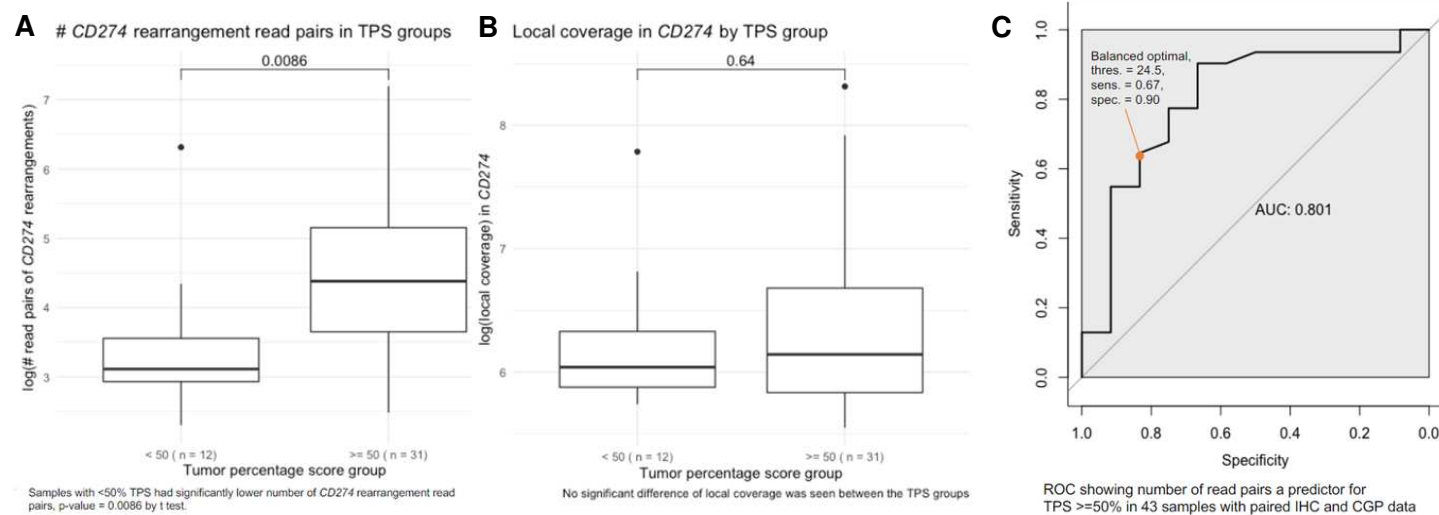 A
# CD274 rearrangement read pairs in TPS groups
0.0086
log(# read pairs of CD274 rearrangements)
7
6
5
4
3
< 50 ( n = 12)
>= 50 ( n = 31)
Tumor percentage score group
Samples with <50% TPS had significantly lower number of CD274 rearrangement read
pairs, p-value = 0.0086 by t test.
B
Local coverage in CD274 by TPS group
0.64
log(local coverage) in CD274
8
7
6
< 50 ( n = 12)
>= 50 ( n = 31)
Tumor percentage score group
No significant difference of local coverage was seen between the TPS groups
C
Balanced optimal,
thres. = 24.5,
sens. = 0.67,
spec. = 0.90
AUC: 0.801
Sensitivity
1.0
0.8
0.6
0.4
0.2
0.0
1.0 0.8 0.6 0.4 0.2 0.0
Specificity
ROC showing number of read pairs a predictor for
TPS >=50% in 43 samples with paired IHC and CGP data